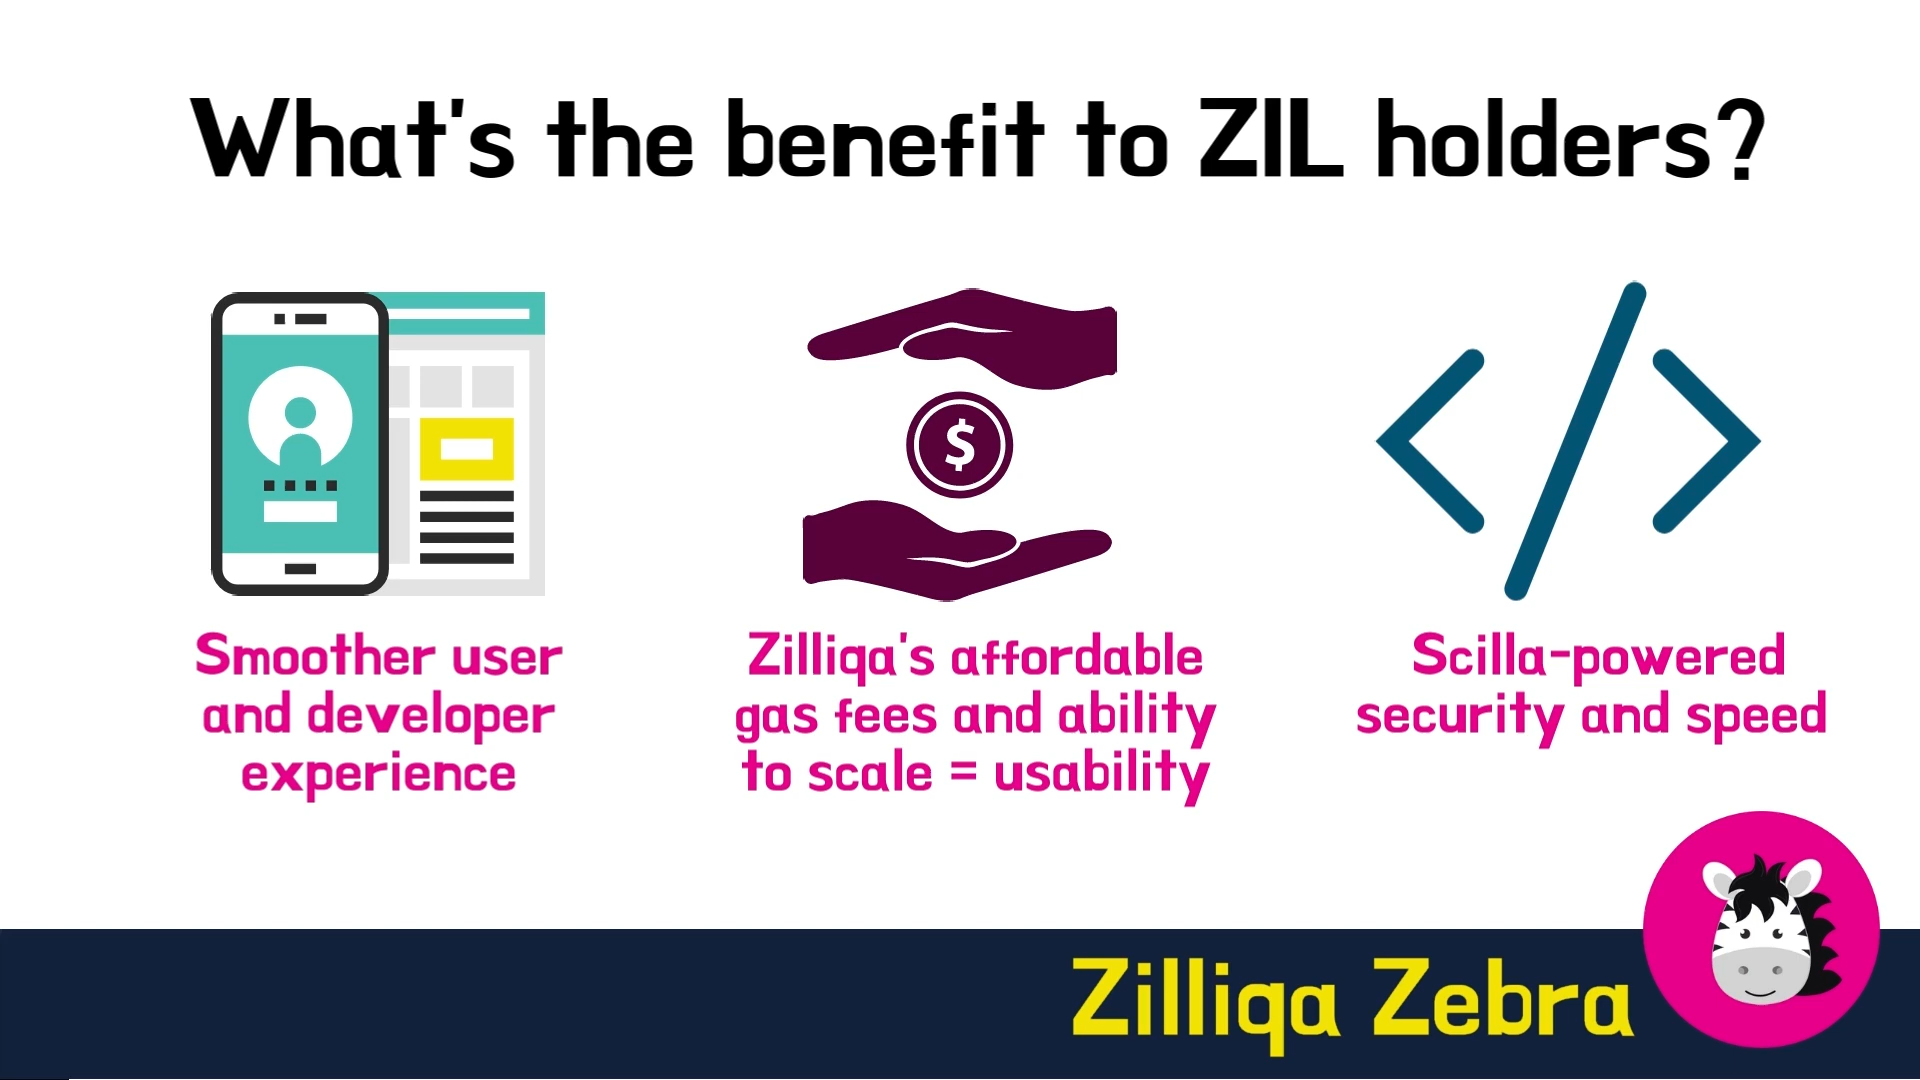 What's the benefit to ZIL holders?
$
Smoother user
and developer
experience
Zilliqa's affordable
gas fees and ability
to scale = usability
Scilla-powered
security and speed
Zilliqa Zebra